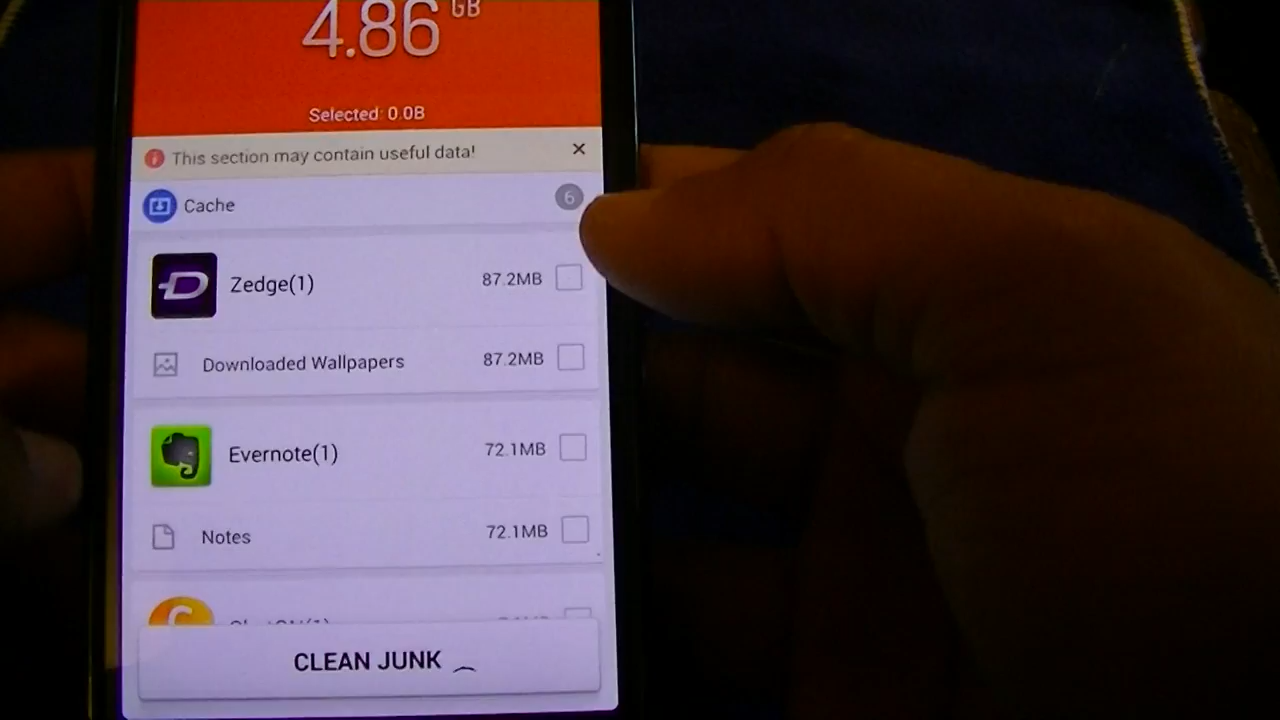 4.86 GB
Selected: 0.0B
This section may contain useful data!
Cache 6
Zedge(1) 87.2MB
Downloaded Wallpapers 87.2MB
Evernote(1) 72.1MB
Notes 72.1MB
CLEAN JUNK